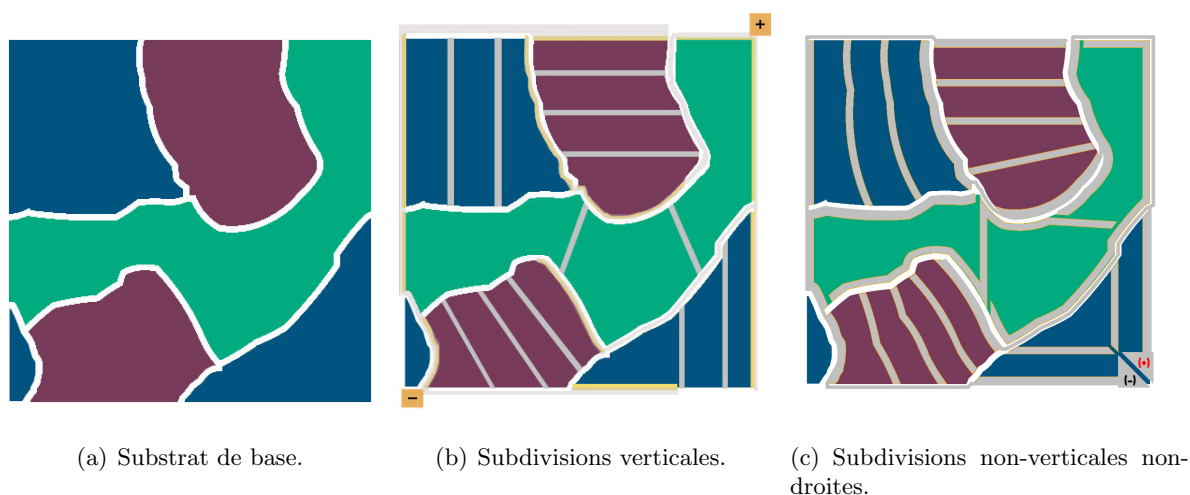 +
−
(+)
(−)
(a) Substrat de base.
(b) Subdivisions verticales.
(c) Subdivisions non-verticales non-
droites.